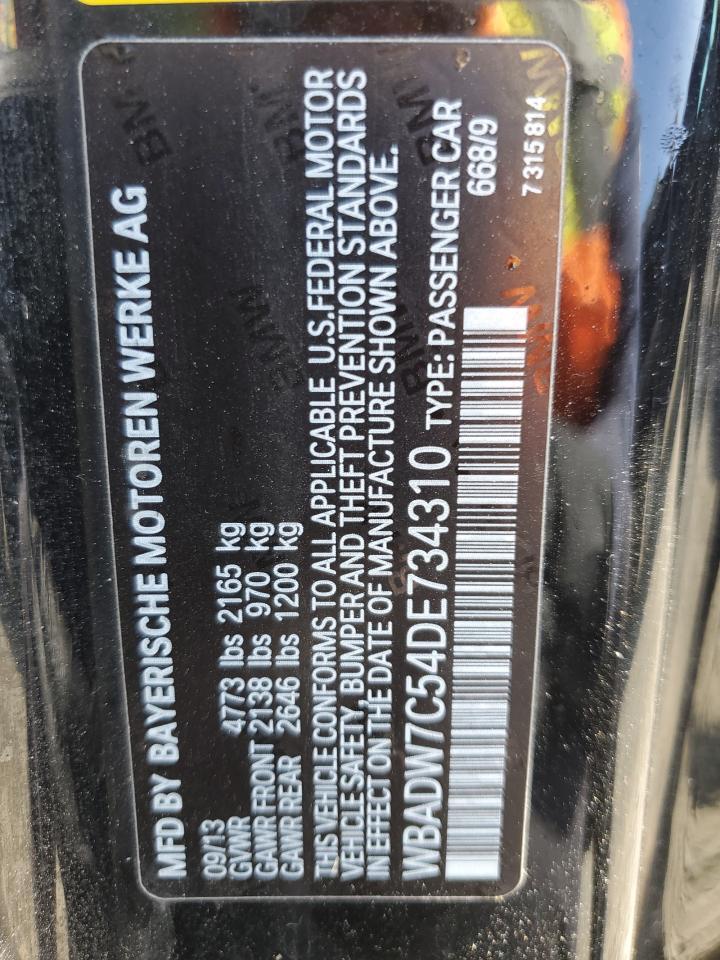 MFD BY BAYERISCHE MOTOREN WERKE AG
09/13
GVWR 4773 lbs 2165 kg
GAWR FRONT 2138 lbs 970 kg
GAWR REAR 2646 lbs 1200 kg
THIS VEHICLE CONFORMS TO ALL APPLICABLE U.S.FEDERAL MOTOR
VEHICLE SAFETY, BUMPER AND THEFT PREVENTION STANDARDS
IN EFFECT ON THE DATE OF MANUFACTURE SHOWN ABOVE.
WBADW7C54DE734310 TYPE: PASSENGER CAR
668/9
7 315 814